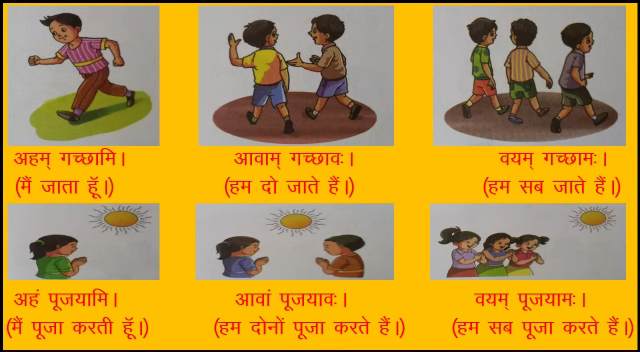 अहम् गच्छामि।
आवाम् गच्छावः।
वयम् गच्छामः।
(मैं जाता हूँ।)
(हम दो जाते हैं।)
(हम सब जाते हैं।)
अहं पूजयामि।
आवां पूजयावः।
वयम् पूजयामः।
(मैं पूजा करती हूँ।)
(हम दोनों पूजा करते हैं।)
(हम सब पूजा करते हैं।)